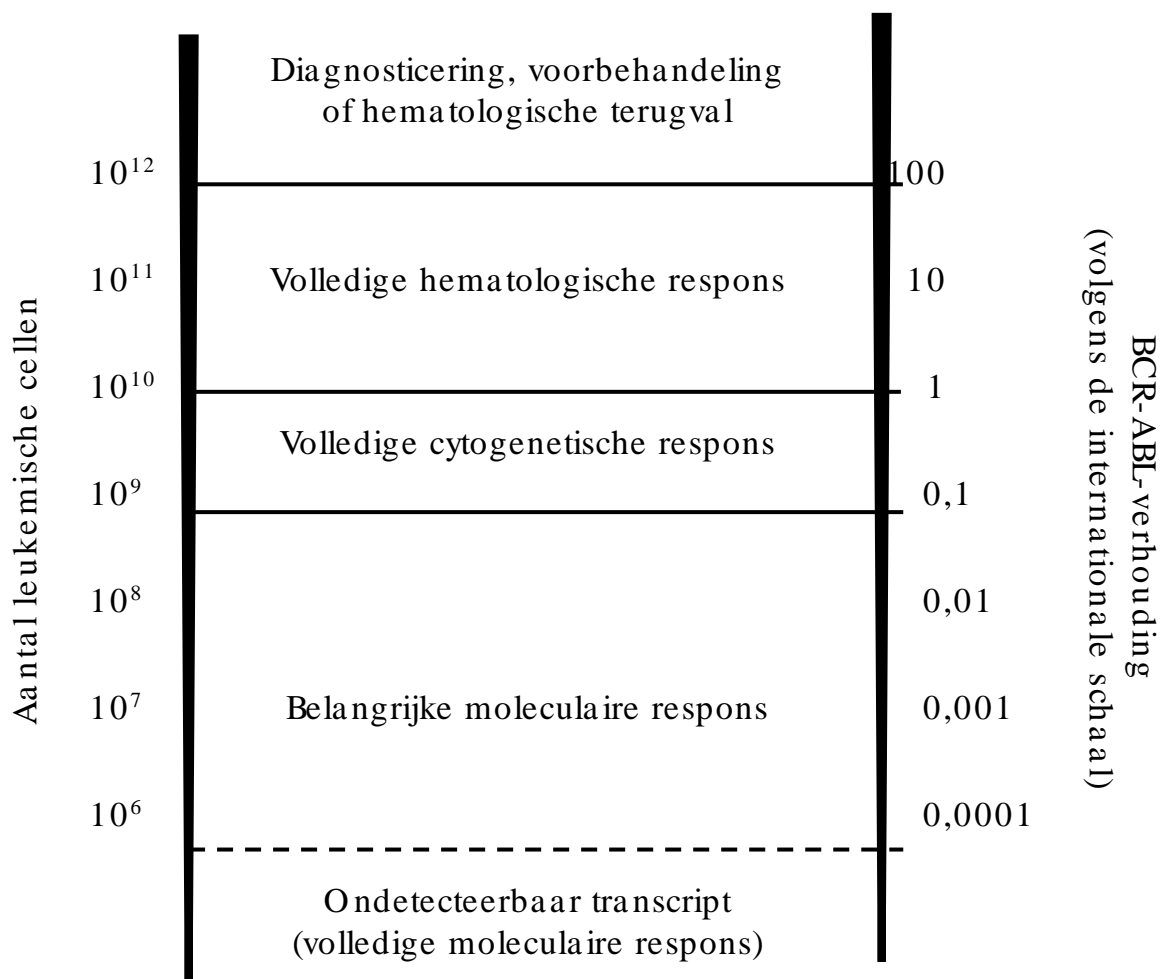 Diagnosticering, voorbehandeling
of hematologische terugval
10¹² 100
Volledige hematologische respons
10¹¹ 10
10¹⁰ 1
Volledige cytogenetische respons
10⁹ 0,1
10⁸ 0,01
Belangrijke moleculaire respons
10⁷ 0,001
10⁶ 0,0001
Ondetecteerbaar transcript
(volledige moleculaire respons)
Aantal leukemische cellen
BCR-ABL-verhouding
(volgens de internationale schaal)